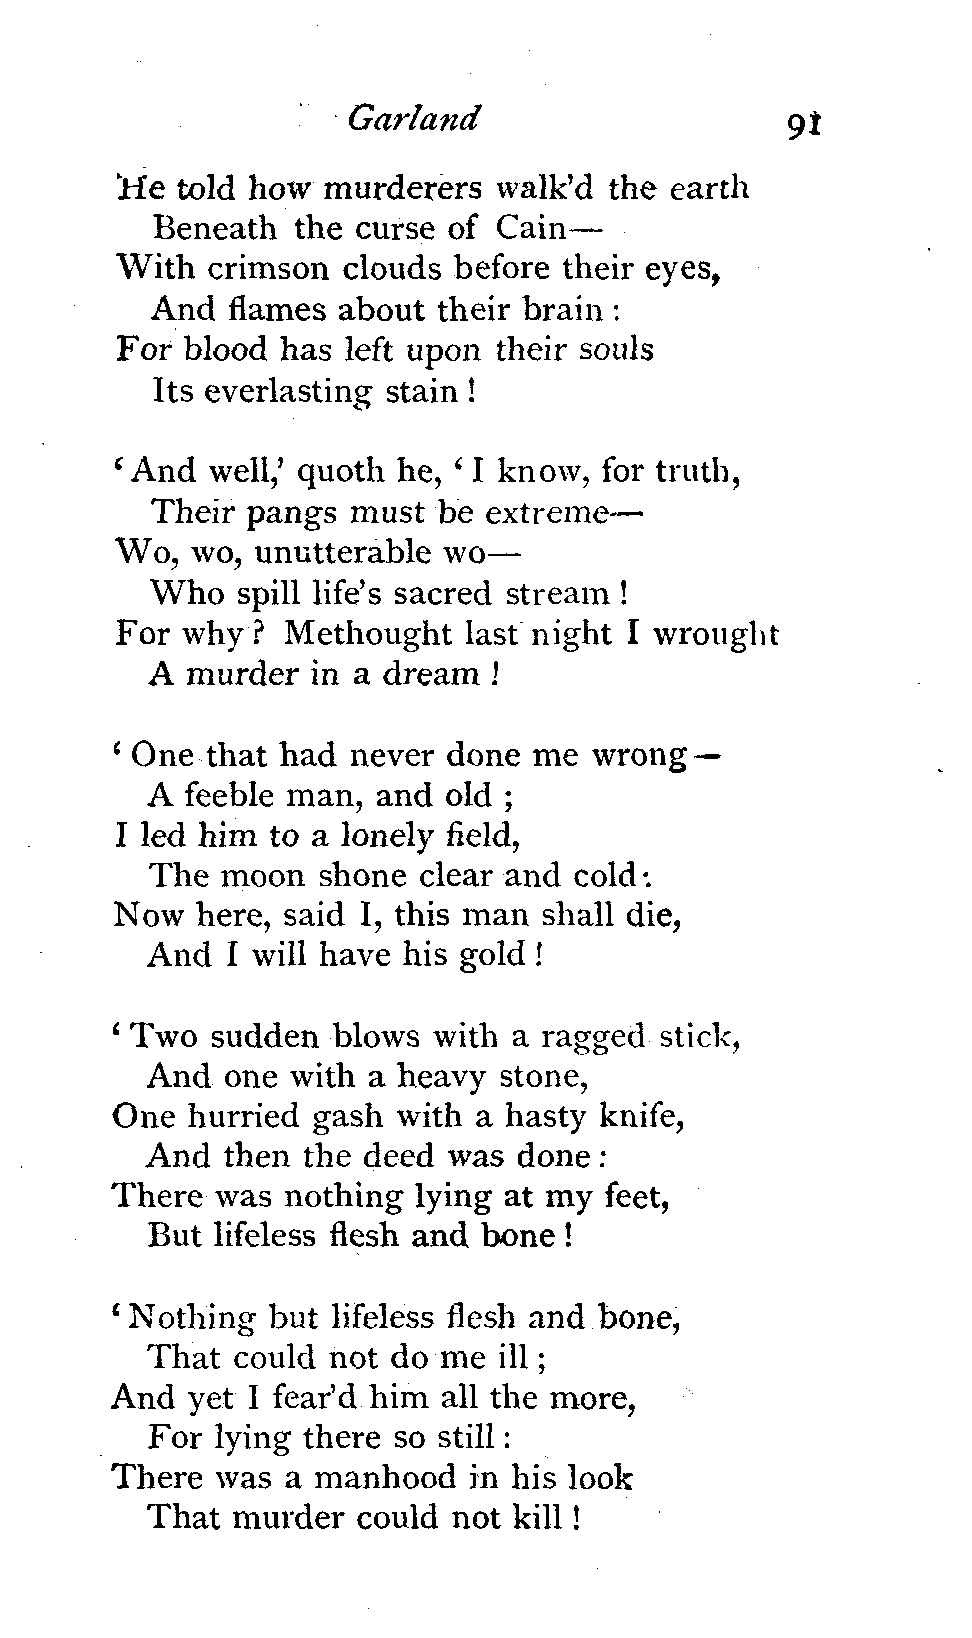 Garland 91
He told how murderers walk'd the earth
Beneath the curse of Cain—
With crimson clouds before their eyes,
And flames about their brain :
For blood has left upon their souls
Its everlasting stain !
‘ And well,’ quoth he, ‘ I know, for truth,
Their pangs must be extreme—
Wo, wo, unutterable wo—
Who spill life's sacred stream !
For why ? Methought last night I wrought
A murder in a dream !
‘ One that had never done me wrong—
A feeble man, and old ;
I led him to a lonely field,
The moon shone clear and cold :
Now here, said I, this man shall die,
And I will have his gold !
‘ Two sudden blows with a ragged stick,
And one with a heavy stone,
One hurried gash with a hasty knife,
And then the deed was done :
There was nothing lying at my feet,
But lifeless flesh and bone !
‘ Nothing but lifeless flesh and bone,
That could not do me ill ;
And yet I fear'd him all the more,
For lying there so still :
There was a manhood in his look
That murder could not kill !